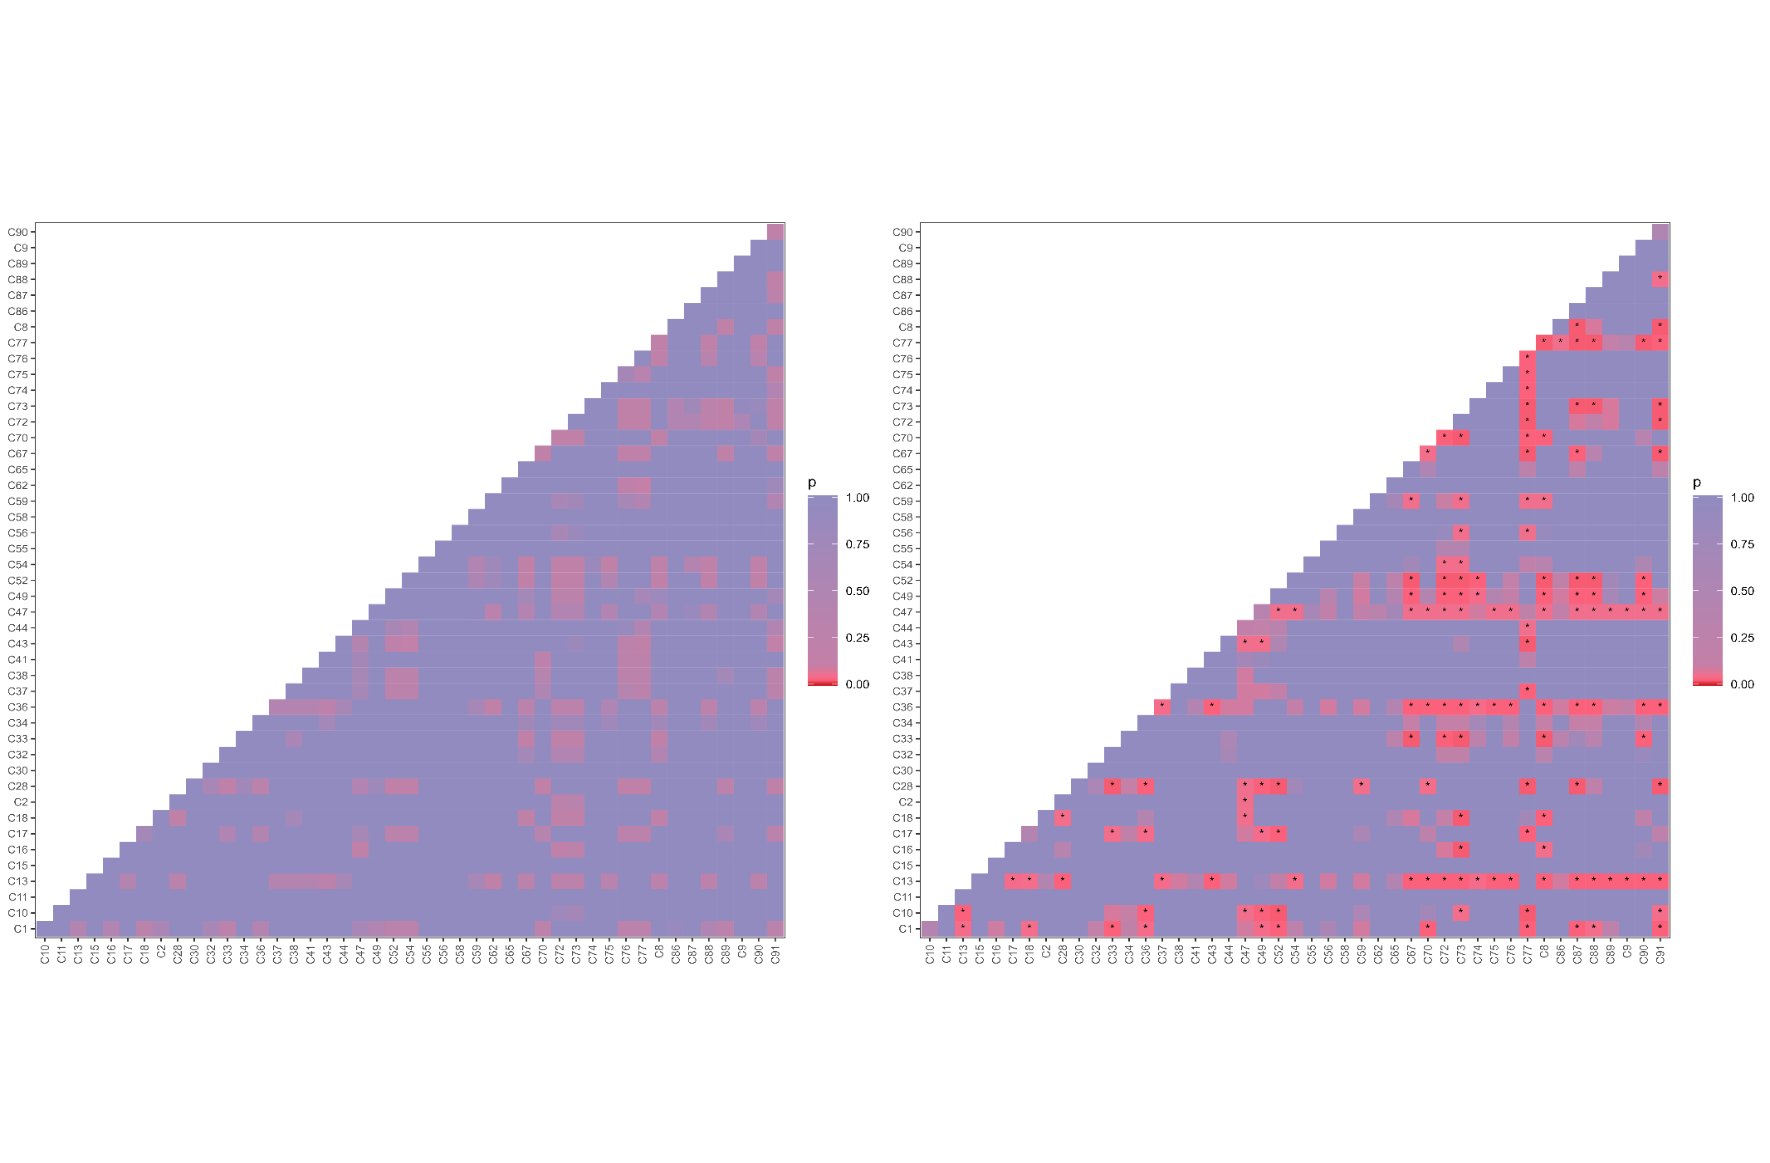 C90
C9
C89
C88
C87
C86
C8
C77
C76
C75
C74
C73
C72
C70
C67
C65
C62
C59
C58
C56
C55
C54
C52
C49
C47
C44
C43
C41
C38
C37
C36
C34
C33
C32
C30
C28
C2
C18
C17
C16
C15
C13
C11
C10
C1
C10 C11 C13 C15 C16 C17 C18 C2 C28 C30 C32 C33 C34 C36 C37 C38 C41 C43 C44 C47 C49 C52 C54 C55 C56 C58 C59 C62 C65 C67 C70 C72 C73 C74 C75 C76 C77 C8 C86 C87 C88 C89 C9 C90 C91
p
1.00
0.75
0.50
0.25
0.00
C90
C9
C89
C88
C87
C86
C8
C77
C76
C75
C74
C73
C72
C70
C67
C65
C62
C59
C58
C56
C55
C54
C52
C49
C47
C44
C43
C41
C38
C37
C36
C34
C33
C32
C30
C28
C2
C18
C17
C16
C15
C13
C11
C10
C1
C10 C11 C13 C15 C16 C17 C18 C2 C28 C30 C32 C33 C34 C36 C37 C38 C41 C43 C44 C47 C49 C52 C54 C55 C56 C58 C59 C62 C65 C67 C70 C72 C73 C74 C75 C76 C77 C8 C86 C87 C88 C89 C9 C90 C91
p
1.00
0.75
0.50
0.25
0.00